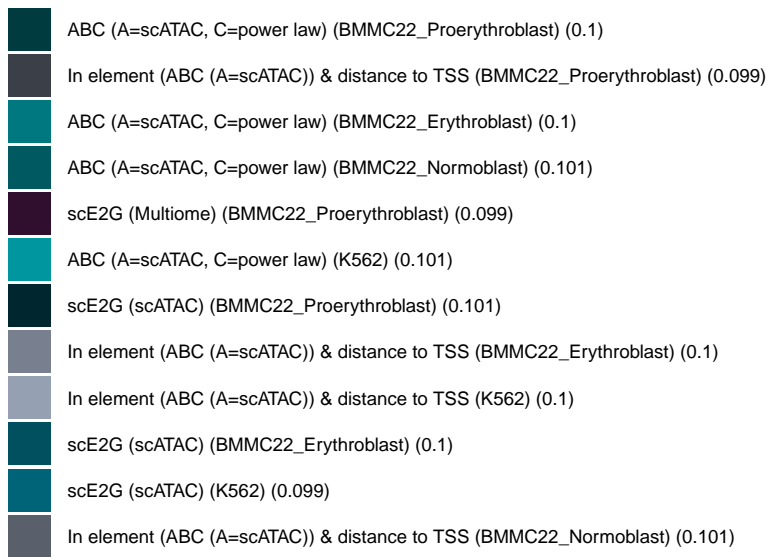 ABC (A=scATAC, C=power law) (BMMC22_Proerythroblast) (0.1)
In element (ABC (A=scATAC)) & distance to TSS (BMMC22_Proerythroblast) (0.099)
ABC (A=scATAC, C=power law) (BMMC22_Erythroblast) (0.1)
ABC (A=scATAC, C=power law) (BMMC22_Normoblast) (0.101)
scE2G (Multiome) (BMMC22_Proerythroblast) (0.099)
ABC (A=scATAC, C=power law) (K562) (0.101)
scE2G (scATAC) (BMMC22_Proerythroblast) (0.101)
In element (ABC (A=scATAC)) & distance to TSS (BMMC22_Erythroblast) (0.1)
In element (ABC (A=scATAC)) & distance to TSS (K562) (0.1)
scE2G (scATAC) (BMMC22_Erythroblast) (0.1)
scE2G (scATAC) (K562) (0.099)
In element (ABC (A=scATAC)) & distance to TSS (BMMC22_Normoblast) (0.101)